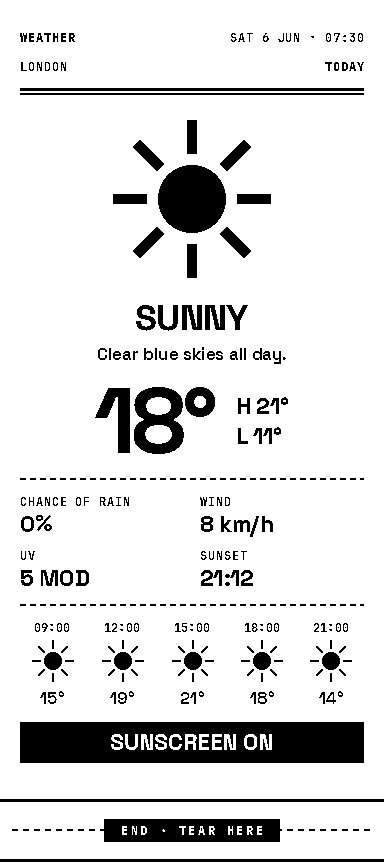 WEATHER SAT 6 JUN · 07:30
LONDON TODAY
SUNNY
Clear blue skies all day.
18° H 21°
L 11°
CHANCE OF RAIN WIND
0% 8 km/h
UV SUNSET
5 MOD 21:12
09:00 12:00 15:00 18:00 21:00
15° 19° 21° 18° 14°
SUNSCREEN ON
END · TEAR HERE